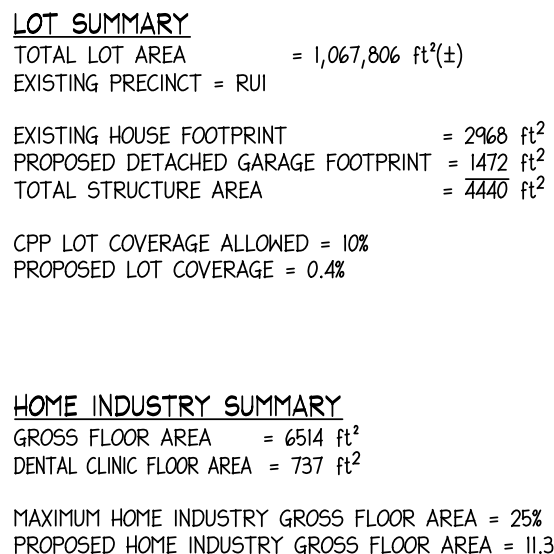 LOT SUMMARY
TOTAL LOT AREA = 1,067,806 ft²(±)
EXISTING PRECINCT = RU1
EXISTING HOUSE FOOTPRINT = 2968 ft²
PROPOSED DETACHED GARAGE FOOTPRINT = 1472 ft²
TOTAL STRUCTURE AREA = 4440 ft²
CPP LOT COVERAGE ALLOWED = 10%
PROPOSED LOT COVERAGE = 0.4%
HOME INDUSTRY SUMMARY
GROSS FLOOR AREA = 6514 ft²
DENTAL CLINIC FLOOR AREA = 737 ft²
MAXIMUM HOME INDUSTRY GROSS FLOOR AREA = 25%
PROPOSED HOME INDUSTRY GROSS FLOOR AREA = 11.3